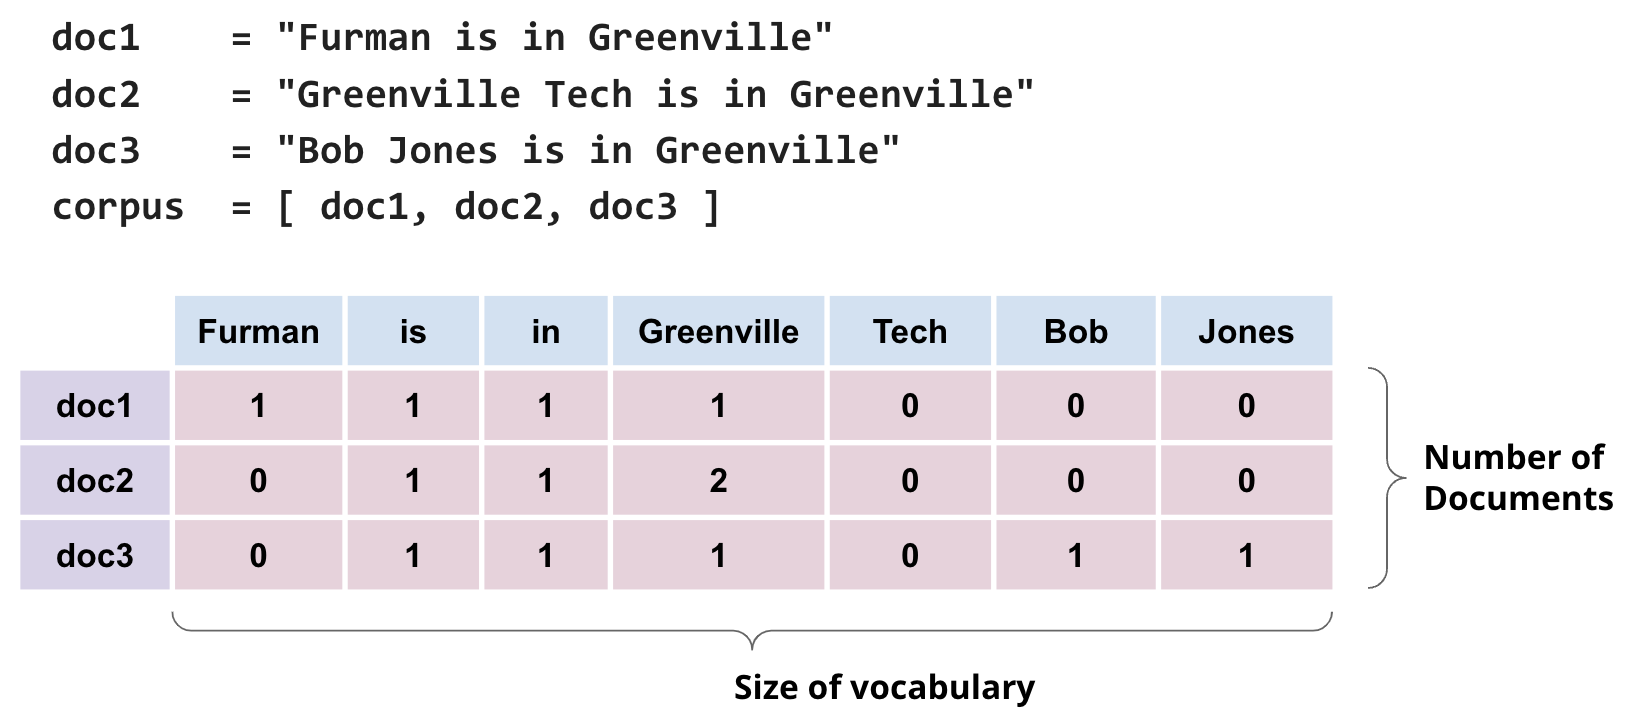 doc1 = "Furman is in Greenville"
doc2 = "Greenville Tech is in Greenville"
doc3 = "Bob Jones is in Greenville"
corpus = [ doc1, doc2, doc3 ]
Furman is in Greenville Tech Bob Jones
doc1 1 1 1 1 0 0 0
doc2 0 1 1 2 0 0 0
doc3 0 1 1 1 0 1 1
Number of
Documents
Size of vocabulary